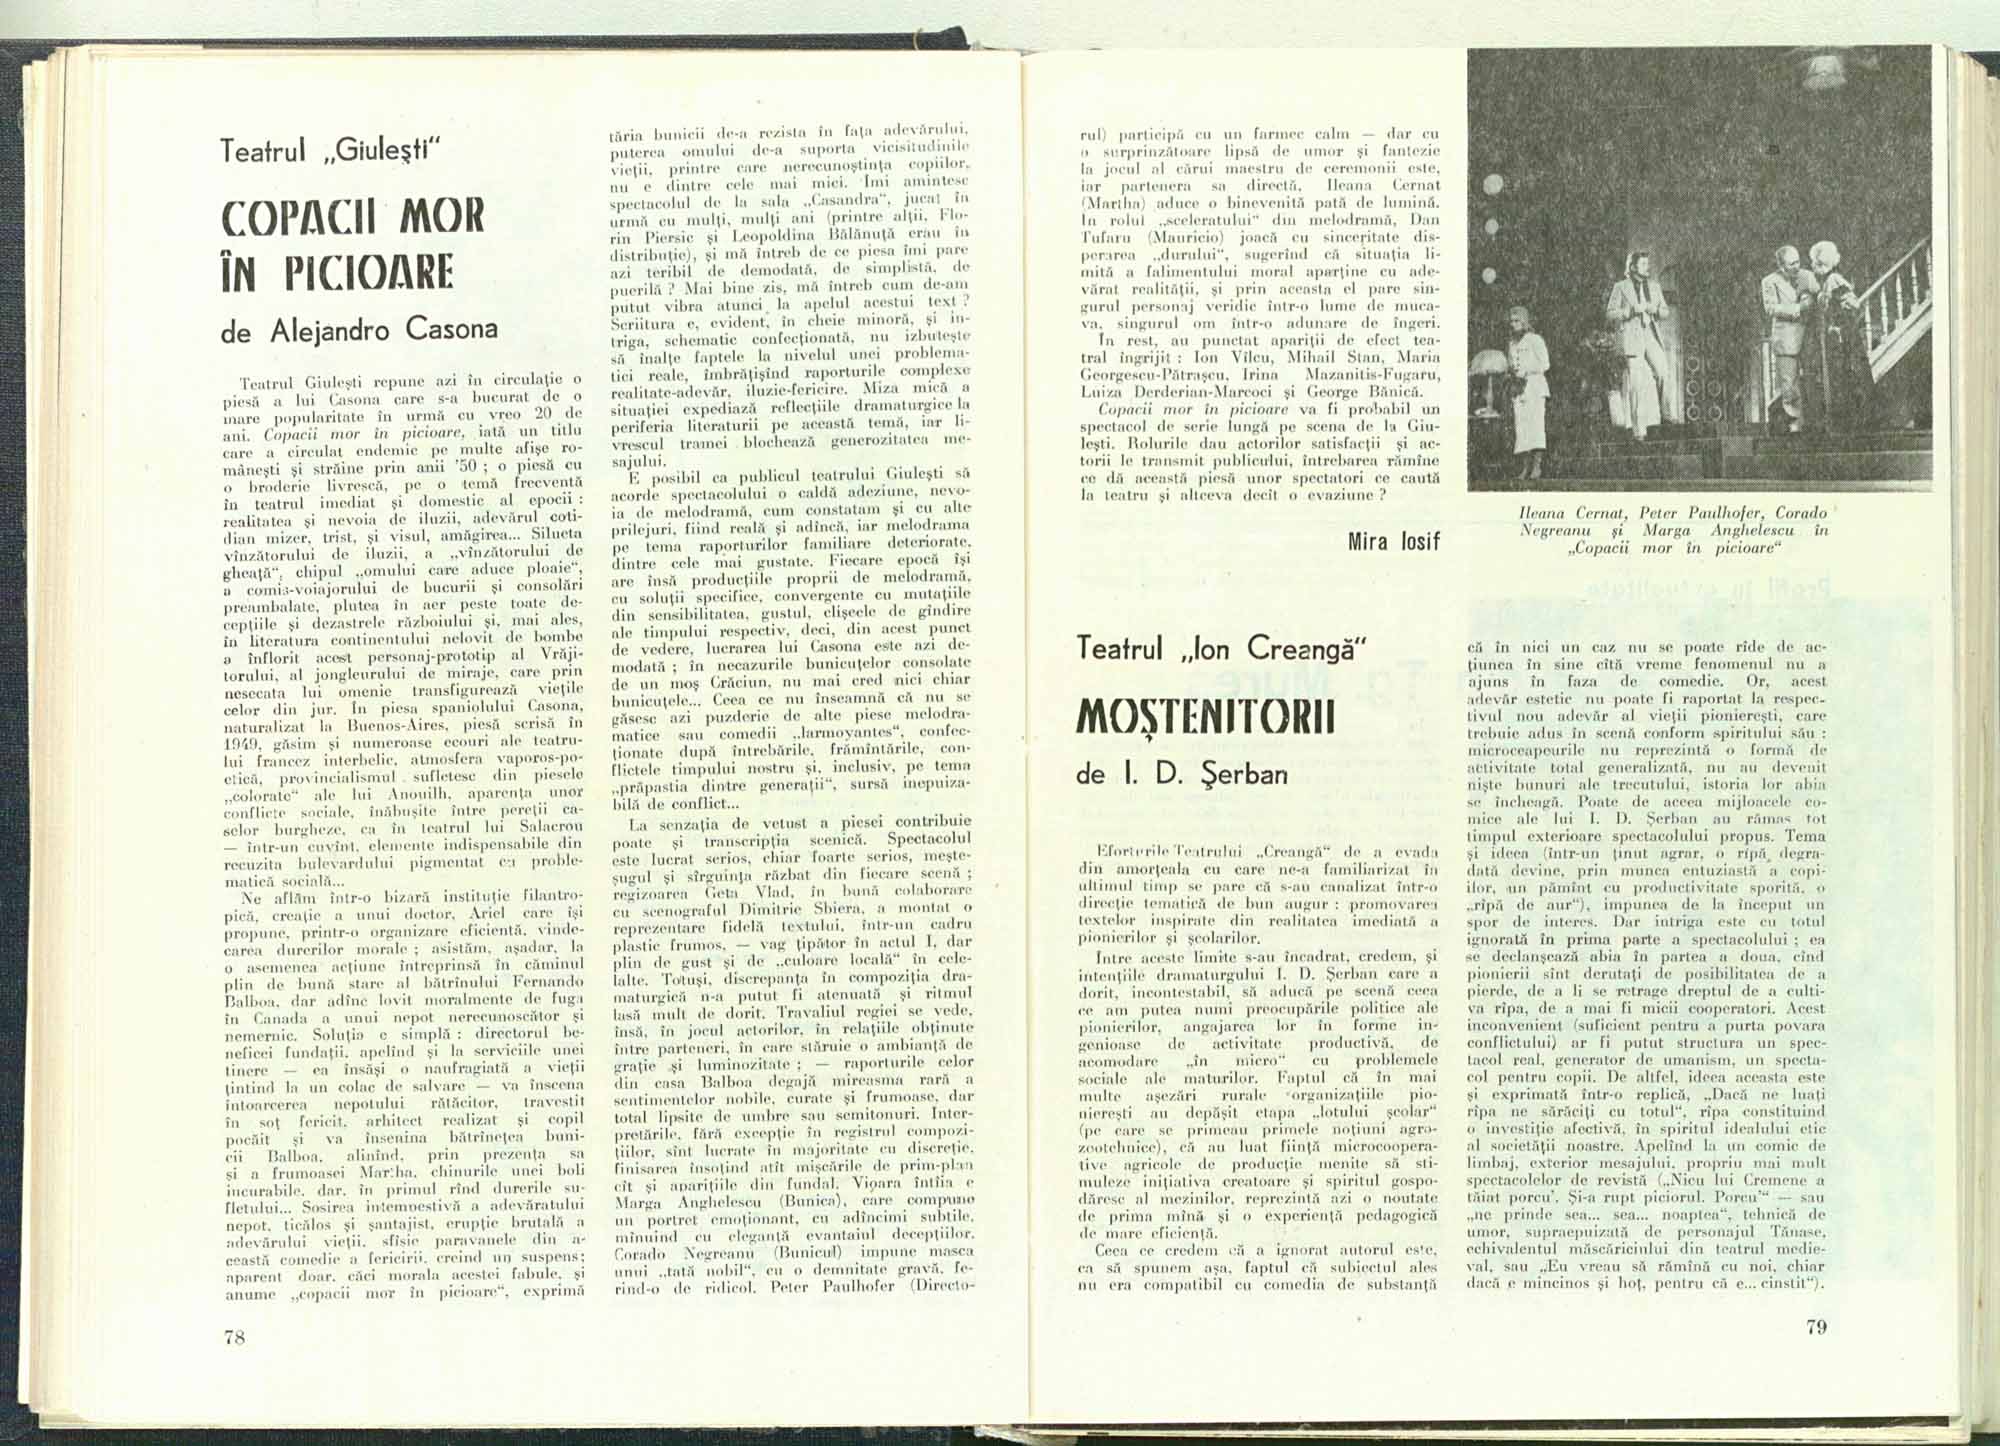 Teatrul „Giulești“
COPACII MOR
ÎN PICIOARE
de Alejandro Casona
Teatrul Giulești repune azi în circulație o
piesă a lui Casona care s-a bucurat de o
mare popularitate în urmă cu vreo 20 de
ani. Copacii mor în picioare, iată un titlu
care a circulat endemic pe multe afișe ro-
mânești și străine prin anii '50 ; o piesă cu
o broderie livrescă, pe o temă frecventă
în teatrul imediat și domestic al epocii :
realitatea și nevoia de iluzii, adevărul coti-
dian mizer, trist, și visul, amăgirea... Silueta
vînzătorului de iluzii, a „vînzătorului de
gheață“, chipul „omului care aduce ploaie“,
a comis-voiajorului de bucurii și consolări
preambalate, plutea în aer peste toate de-
cepțiile și dezastrele războiului și, mai ales,
în literatura continentului nelovit de bombe
a înflorit acest personaj-prototip al Vrăji-
torului, al jongleurului de miraje, care prin
nesecata lui omenie transfigurează viețile
celor din jur. În piesa spaniolului Casona,
naturalizat la Buenos-Aires, piesă scrisă în
1949, găsim și numeroase ecouri ale teatru-
lui francez interbelic, atmosfera vaporos-po-
etică, provincialismul sufletesc din piesele
„colorate“ ale lui Anouilh, aparența unor
conflicte sociale, înăbușite între pereții ca-
selor burgheze, ca în teatrul lui Salacrou
— într-un cuvînt, elemente indispensabile din
recuzita bulevardului pigmentat cu proble-
matică socială...
Ne aflăm într-o bizară instituție filantro-
pică, creație a unui doctor, Ariel care își
propune, printr-o organizare eficientă, vinde-
carea durerilor morale ; asistăm, așadar, la
o asemenea acțiune întreprinsă în căminul
plin de bună stare al bătrînului Fernando
Balboa, dar adînc lovit moralmente de fuga
în Canada a unui nepot nerecunoscător și
nemernic. Soluția e simplă : directorul be-
neficei fundații, apelînd și la serviciile unei
tinere — ea însăși o naufragiată a vieții
țintind la un colac de salvare — va înscena
întoarcerea nepotului rătăcitor, travestit
în soț fericit, arhitect realizat și copil
pocăit și va însenina bătrînețea buni-
cii Balboa, alinînd, prin prezența sa
și a frumoasei Martha, chinurile unei boli
incurabile, dar, în primul rînd durerile su-
fletului... Sosirea intempestivă a adevăratului
nepot, ticălos și șantajist, erupție brutală a
adevărului vieții, sfîșie paravanele din a-
ceastă comedie a fericirii, creind un suspens;
aparent doar, căci morala acestei fabule, și
anume „copacii mor în picioare“, exprimă
78
tăria bunicii de-a rezista în fața adevărului,
puterea omului de-a suporta vicisitudinile
vieții, printre care nerecunoștința copiilor,
nu e dintre cele mai mici. Îmi amintesc
spectacolul de la sala „Casandra“, jucat în
urmă cu mulți, mulți ani (printre alții, Flo-
rin Piersic și Leopoldina Bălănuță erau în
distribuție), și mă întreb de ce piesa îmi pare
azi teribil de demodată, de simplistă, de
puerilă ? Mai bine zis, mă întreb cum de-am
putut vibra atunci la apelul acestui text ?
Scriitura e, evident, în cheie minoră, și in-
triga, schematic confecționată, nu izbutește
să înalțe faptele la nivelul unei problema-
tici reale, îmbrățișînd raporturile complexe
realitate-adevăr, iluzie-fericire. Miza mică a
situației expediază reflecțiile dramaturgice la
periferia literaturii pe această temă, iar li-
vrescul tramei blochează generozitatea me-
sajului.
E posibil ca publicul teatrului Giulești să
acorde spectacolului o caldă adeziune, nevo-
ia de melodramă, cum constatam și cu alte
prilejuri, fiind reală și adîncă, iar melodrama
pe tema raporturilor familiare deteriorate,
dintre cele mai gustate. Fiecare epocă își
are însă producțiile proprii de melodramă,
cu soluții specifice, convergente cu mutațiile
din sensibilitatea, gustul, clișeele de gîndire
ale timpului respectiv, deci, din acest punct
de vedere, lucrarea lui Casona este azi de-
modată ; în necazurile bunicuțelor consolate
de un moș Crăciun, nu mai cred nici chiar
bunicuțele... Ceea ce nu înseamnă că nu se
găsesc azi puzderie de alte piese melodra-
matice sau comedii „larmoyantes“, confec-
ționate după întrebările, frămîntările, con-
flictele timpului nostru și, inclusiv, pe tema
„prăpastia dintre generații“, sursă inepuiza-
bilă de conflict...
La senzația de vetust a piesei contribuie
poate și transcripția scenică. Spectacolul
este lucrat serios, chiar foarte serios, mește-
șugul și sîrguința răzbat din fiecare scenă ;
regizoarea Geta Vlad, în bună colaborare
cu scenograful Dimitrie Sbiera, a montat o
reprezentare fidelă textului, într-un cadru
plastic frumos, — vag țipător în actul I, dar
plin de gust și de „culoare locală“ în cele-
lalte. Totuși, discrepanța în compoziția dra-
maturgică n-a putut fi atenuată și ritmul
lasă mult de dorit. Travaliul regiei se vede,
însă, în jocul actorilor, în relațiile obținute
între parteneri, în care stăruie o ambianță de
grație și luminozitate ; — raporturile celor
din casa Balboa degajă mireasma rară a
sentimentelor nobile, curate și frumoase, dar
total lipsite de umbre sau semitonuri. Inter-
pretările, fără excepție în registrul compozi-
țiilor, sînt lucrate în majoritate cu discreție,
finisarea însoțind atît mișcările de prim-plan
cît și aparițiile din fundal. Vioara întîia e
Marga Anghelescu (Bunica), care compune
un portret emoționant, cu adîncimi subtile,
mînuind cu eleganță evantaiul decepțiilor.
Corado Negreanu (Bunicul) impune masca
unui „tată nobil“, cu o demnitate gravă, fe-
rind-o de ridicol. Peter Paulhofer (Directo-
rul) participă cu un farmec calm — dar cu
o surprinzătoare lipsă de umor și fantezie
la jocul al cărui maestru de ceremonii este,
iar partenera sa directă, Ileana Cernat
(Martha) aduce o binevenită pată de lumină.
În rolul „sceleratului“ din melodramă, Dan
Tufaru (Mauricio) joacă cu sinceritate dis-
perarea „durului“, sugerînd că situația li-
mită a falimentului moral aparține cu ade-
vărat realității, și prin aceasta el pare sin-
gurul personaj veridic într-o lume de muca-
va, singurul om într-o adunare de îngeri.
În rest, au punctat apariții de efect tea-
tral îngrijit : Ion Vîlcu, Mihail Stan, Maria
Georgescu-Pătrașcu, Irina Mazanitis-Fugaru,
Luiza Derderian-Marcoci și George Bănică.
Copacii mor în picioare va fi probabil un
spectacol de serie lungă pe scena de la Giu-
lești. Rolurile dau actorilor satisfacții și ac-
torii le transmit publicului, întrebarea rămîne
ce dă această piesă unor spectatori ce caută
la teatru și altceva decît o evaziune ?
Mira Iosif
Ileana Cernat, Peter Paulhofer, Corado
Negreanu și Marga Anghelescu în
„Copacii mor în picioare“
Teatrul „Ion Creangă“
MOȘTENITORII
de I. D. Șerban
Eforturile Teatrului „Creangă“ de a evada
din amorțeala cu care ne-a familiarizat în
ultimul timp se pare că s-au canalizat într-o
direcție tematică de bun augur : promovarea
textelor inspirate din realitatea imediată a
pionierilor și școlarilor.
Între aceste limite s-au încadrat, credem, și
intențiile dramaturgului I. D. Șerban care a
dorit, incontestabil, să aducă pe scenă ceea
ce am putea numi preocupările politice ale
pionierilor, angajarea lor în forme in-
genioase de activitate productivă, de
acomodare „în micro“ cu problemele
sociale ale maturilor. Faptul că în mai
multe așezări rurale organizațiile pio-
nierești au depășit etapa „lotului școlar“
(pe care se primeau primele noțiuni agro-
zootehnice), că au luat ființă microcoopera-
tive agricole de producție menite să sti-
muleze inițiativa creatoare și spiritul gospo-
dăresc al mezinilor, reprezintă azi o noutate
de prima mînă și o experiență pedagogică
de mare eficiență.
Ceea ce credem că a ignorat autorul este,
ca să spunem așa, faptul că subiectul ales
nu era compatibil cu comedia de substanță
că în nici un caz nu se poate rîde de ac-
țiunea în sine cîtă vreme fenomenul nu a
ajuns în faza de comedie. Or, acest
adevăr estetic nu poate fi raportat la respec-
tivul nou adevăr al vieții pionierești, care
trebuie adus în scenă conform spiritului său :
microceapeurile nu reprezintă o formă de
activitate total generalizată, nu au devenit
niște bunuri ale trecutului, istoria lor abia
se încheagă. Poate de aceea mijloacele co-
mice ale lui I. D. Șerban au rămas tot
timpul exterioare spectacolului propus. Tema
și ideea (într-un ținut agrar, o rîpă degra-
dată devine, prin munca entuziastă a copi-
ilor, un pămînt cu productivitate sporită, o
„rîpă de aur“), impunea de la început un
spor de interes. Dar intriga este cu totul
ignorată în prima parte a spectacolului ; ea
se declanșează abia în partea a doua, cînd
pionierii sînt derutați de posibilitatea de a
pierde, de a li se retrage dreptul de a culti-
va rîpa, de a mai fi micii cooperatori. Acest
inconvenient (suficient pentru a purta povara
conflictului) ar fi putut structura un spec-
tacol real, generator de umanism, un specta-
col pentru copii. De altfel, ideea aceasta este
și exprimată într-o replică, „Dacă ne luați
rîpa ne sărăciți cu totul“, rîpa constituind
o investiție afectivă, în spiritul idealului etic
al societății noastre. Apelînd la un comic de
limbaj, exterior mesajului, propriu mai mult
spectacolelor de revistă („Nicu lui Cremene a
tăiat porcu'. Și-a rupt piciorul. Porcu'“ — sau
„ne prinde sea... sea... noaptea“, tehnică de
umor, supraepuizată de personajul Tănase,
echivalentul măscăriciului din teatrul medie-
val, sau „Eu vreau să rămînă cu noi, chiar
dacă e mincinos și hoț, pentru că e... cinstit“).
79